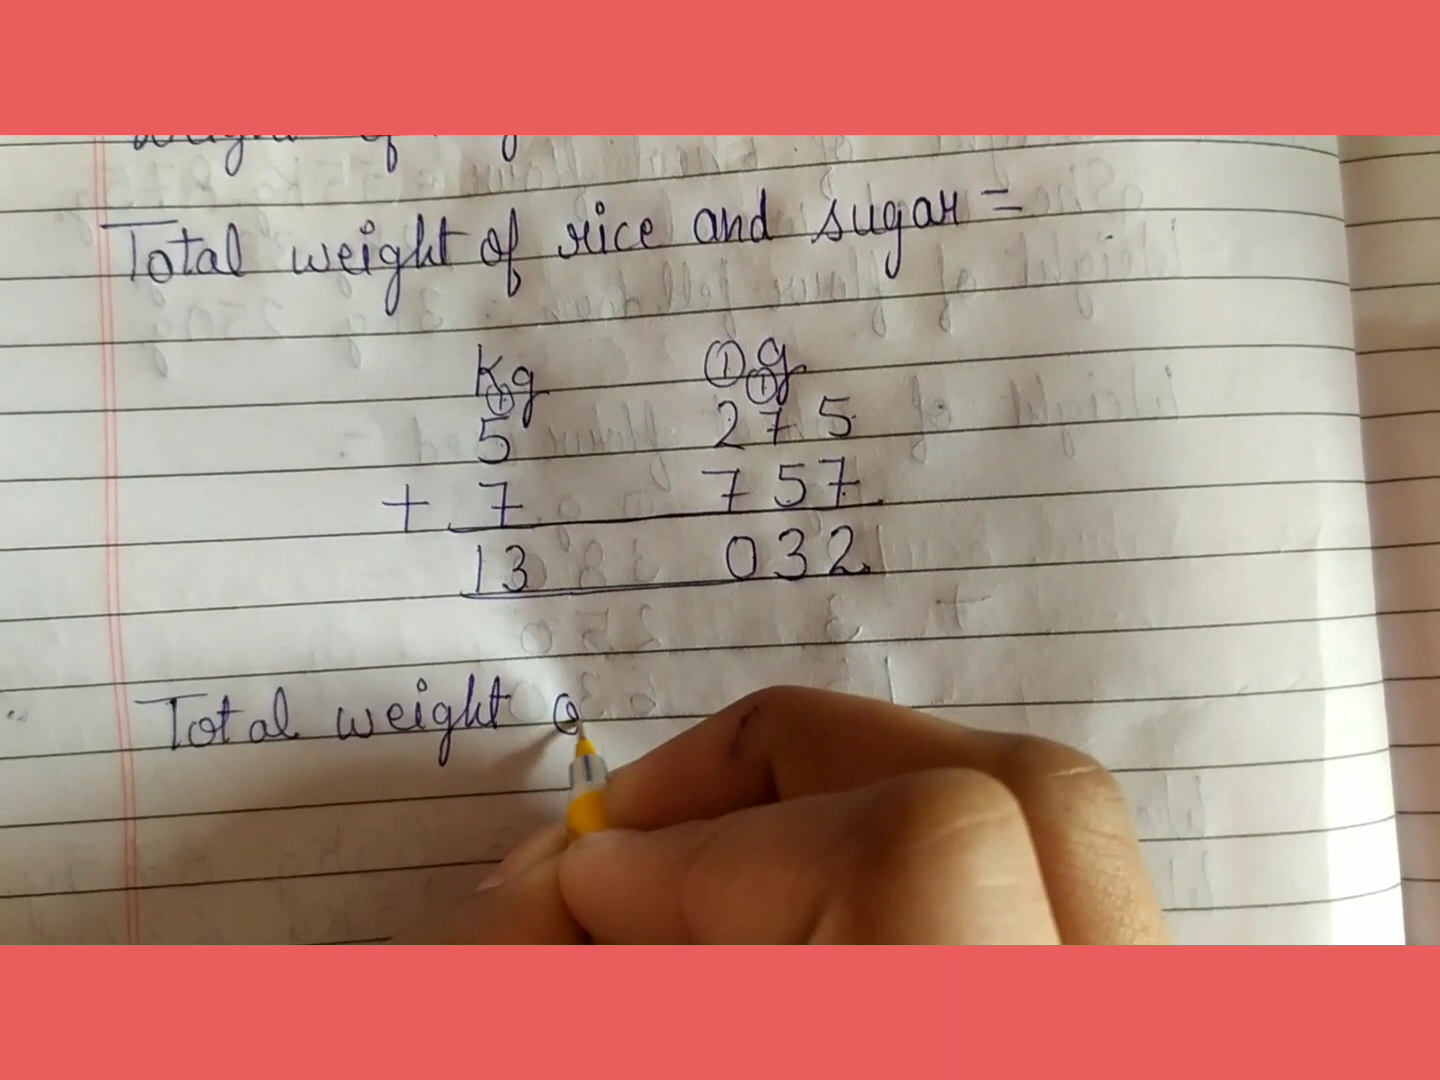 Total weight of rice and sugar =
Kg g
5 275
+ 7 757
13 032
Total weight o